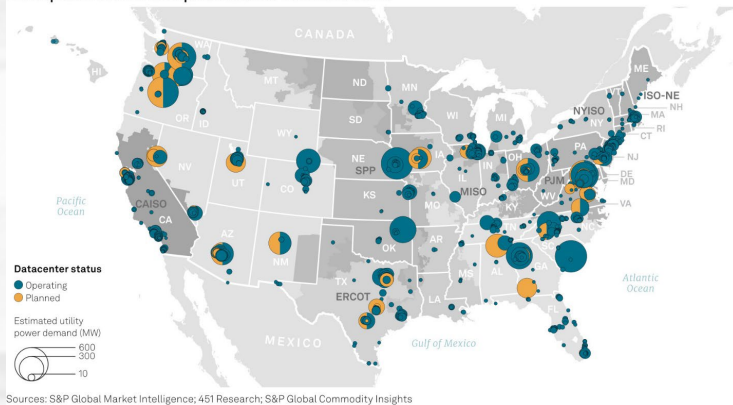 CANADA
WA
HI
OR
ID
MT
ND
MN
SD
WY
WI
MI
ME
ISO-NE
NH
MA
RI
CT
NYISO
NY
NV
UT
CO
NE
SPP
IA
IN
OH
PA
NJ
DE
MD
PJM
WV
VA
MISO
KY
KS
MO
Pacific
Ocean
CAISO
CA
AZ
NM
OK
AR
TN
NC
SC
MS
AL
GA
Atlantic
Ocean
TX
ERCOT
LA
FL
MEXICO
Gulf of Mexico
Datacenter status
Operating
Planned
Estimated utility
power demand (MW)
600
300
10
Sources: S&P Global Market Intelligence; 451 Research; S&P Global Commodity Insights